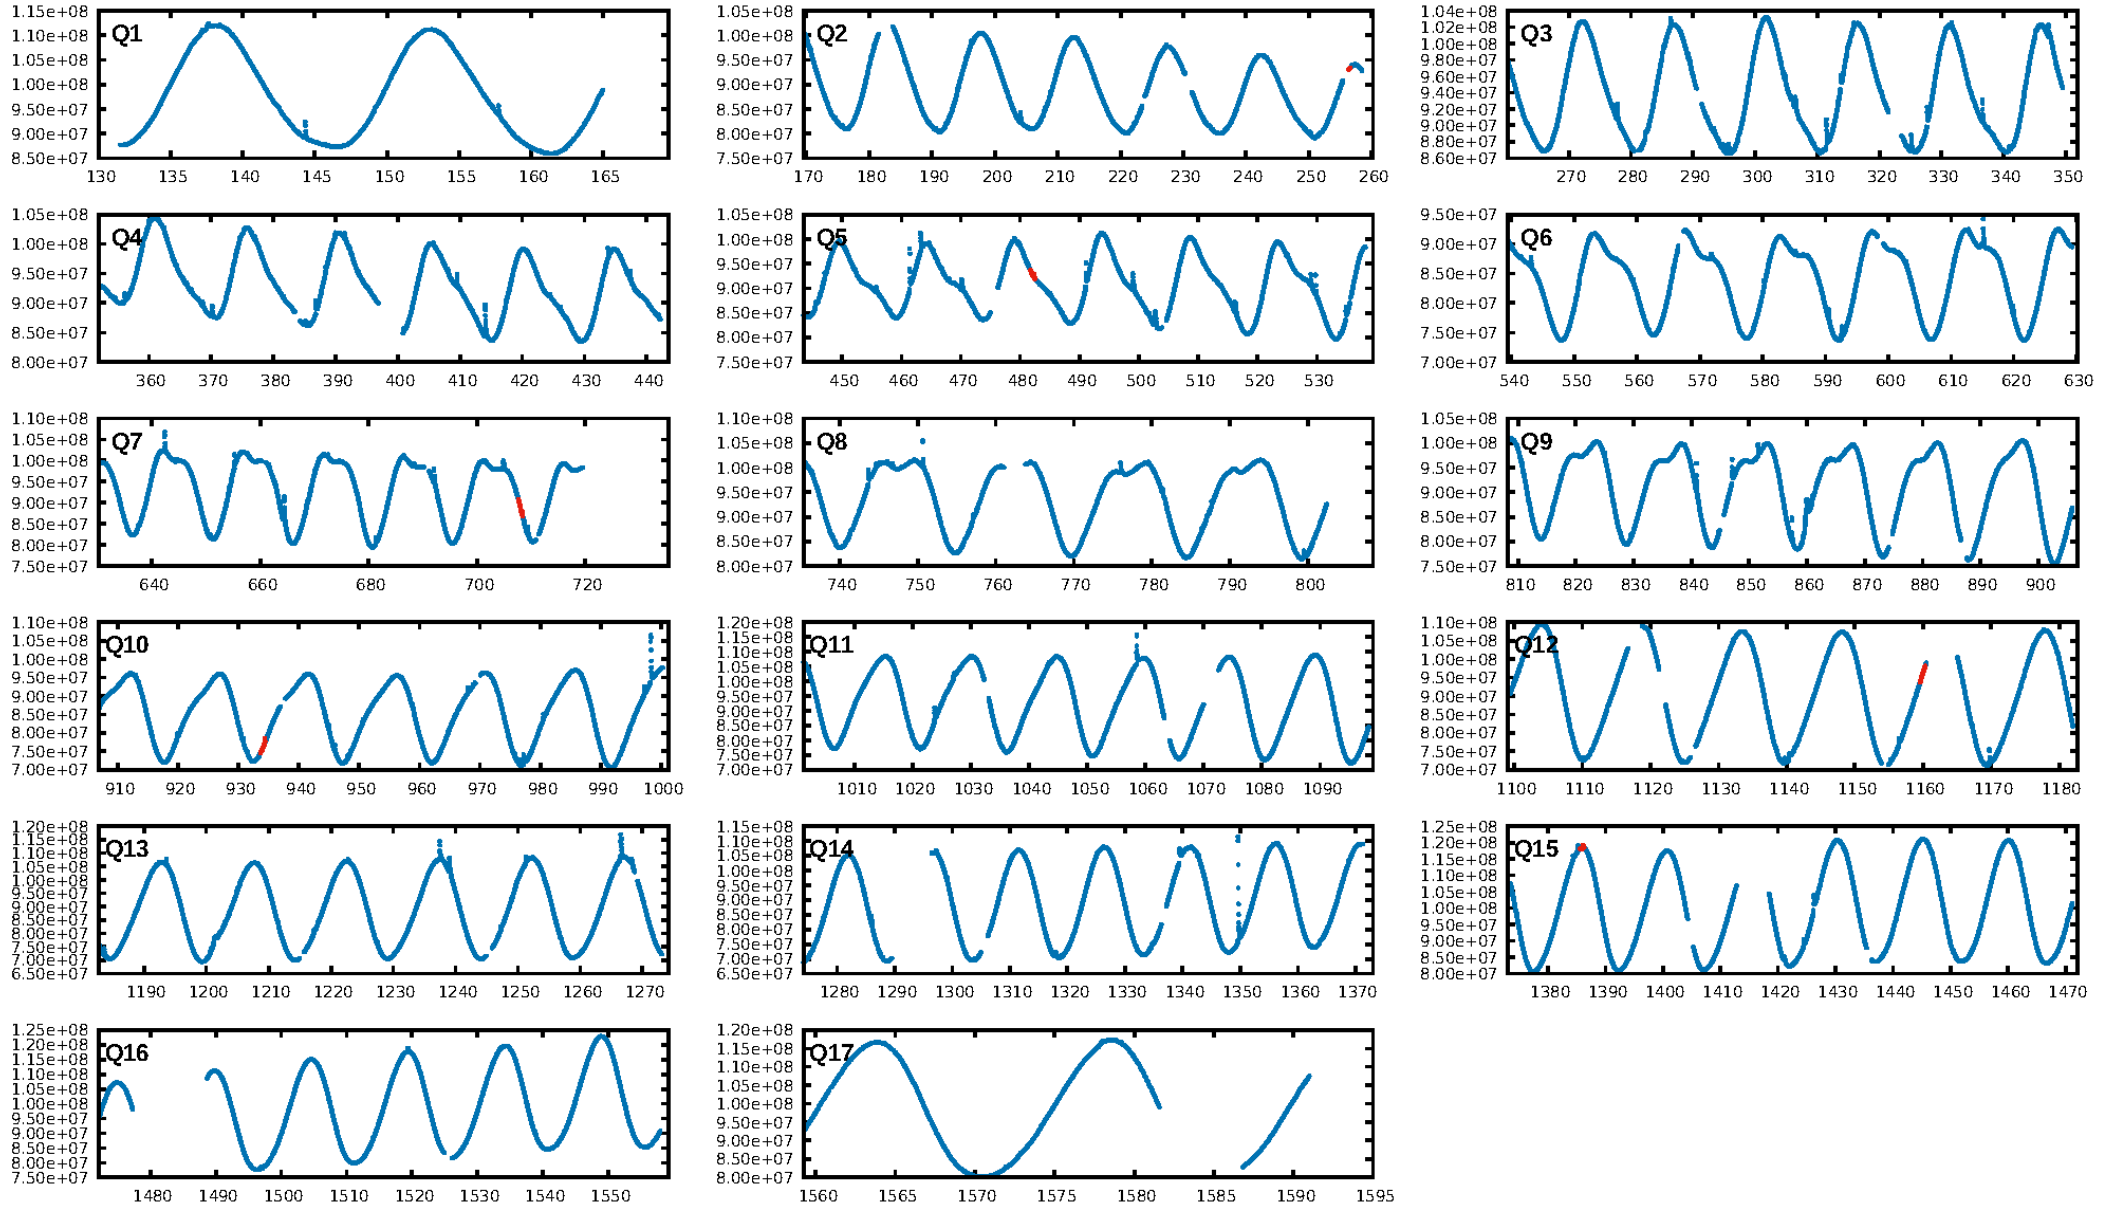 Q1
1.15e+08
1.10e+08
1.05e+08
1.00e+08
9.50e+07
9.00e+07
8.50e+07
130 135 140 145 150 155 160 165
Q2
1.05e+08
1.00e+08
9.50e+07
9.00e+07
8.50e+07
8.00e+07
7.50e+07
170 180 190 200 210 220 230 240 250 260
Q3
1.04e+08
1.02e+08
1.00e+08
9.80e+07
9.60e+07
9.40e+07
9.20e+07
9.00e+07
8.80e+07
8.60e+07
270 280 290 300 310 320 330 340 350
Q4
1.05e+08
1.00e+08
9.50e+07
9.00e+07
8.50e+07
8.00e+07
360 370 380 390 400 410 420 430 440
Q5
1.05e+08
1.00e+08
9.50e+07
9.00e+07
8.50e+07
8.00e+07
7.50e+07
450 460 470 480 490 500 510 520 530
Q6
9.50e+07
9.00e+07
8.50e+07
8.00e+07
7.50e+07
7.00e+07
540 550 560 570 580 590 600 610 620 630
Q7
1.10e+08
1.05e+08
1.00e+08
9.50e+07
9.00e+07
8.50e+07
8.00e+07
7.50e+07
640 660 680 700 720
Q8
1.10e+08
1.05e+08
1.00e+08
9.50e+07
9.00e+07
8.50e+07
8.00e+07
740 750 760 770 780 790 800
Q9
1.05e+08
1.00e+08
9.50e+07
9.00e+07
8.50e+07
8.00e+07
7.50e+07
810 820 830 840 850 860 870 880 890 900
Q10
1.10e+08
1.05e+08
1.00e+08
9.50e+07
9.00e+07
8.50e+07
8.00e+07
7.50e+07
7.00e+07
910 920 930 940 950 960 970 980 990 1000
Q11
1.20e+08
1.15e+08
1.10e+08
1.05e+08
1.00e+08
9.50e+07
9.00e+07
8.50e+07
8.00e+07
7.50e+07
7.00e+07
1010 1020 1030 1040 1050 1060 1070 1080 1090
Q12
1.10e+08
1.05e+08
1.00e+08
9.50e+07
9.00e+07
8.50e+07
8.00e+07
7.50e+07
7.00e+07
1100 1110 1120 1130 1140 1150 1160 1170 1180
Q13
1.20e+08
1.15e+08
1.10e+08
1.05e+08
1.00e+08
9.50e+07
9.00e+07
8.50e+07
8.00e+07
7.50e+07
7.00e+07
6.50e+07
1190 1200 1210 1220 1230 1240 1250 1260 1270
Q14
1.15e+08
1.10e+08
1.05e+08
1.00e+08
9.50e+07
9.00e+07
8.50e+07
8.00e+07
7.50e+07
7.00e+07
6.50e+07
1280 1290 1300 1310 1320 1330 1340 1350 1360 1370
Q15
1.25e+08
1.20e+08
1.15e+08
1.10e+08
1.05e+08
1.00e+08
9.50e+07
9.00e+07
8.50e+07
8.00e+07
1380 1390 1400 1410 1420 1430 1440 1450 1460 1470
Q16
1.25e+08
1.20e+08
1.15e+08
1.10e+08
1.05e+08
1.00e+08
9.50e+07
9.00e+07
8.50e+07
8.00e+07
7.50e+07
1480 1490 1500 1510 1520 1530 1540 1550
Q17
1.20e+08
1.15e+08
1.10e+08
1.05e+08
1.00e+08
9.50e+07
9.00e+07
8.50e+07
8.00e+07
1560 1565 1570 1575 1580 1585 1590 1595